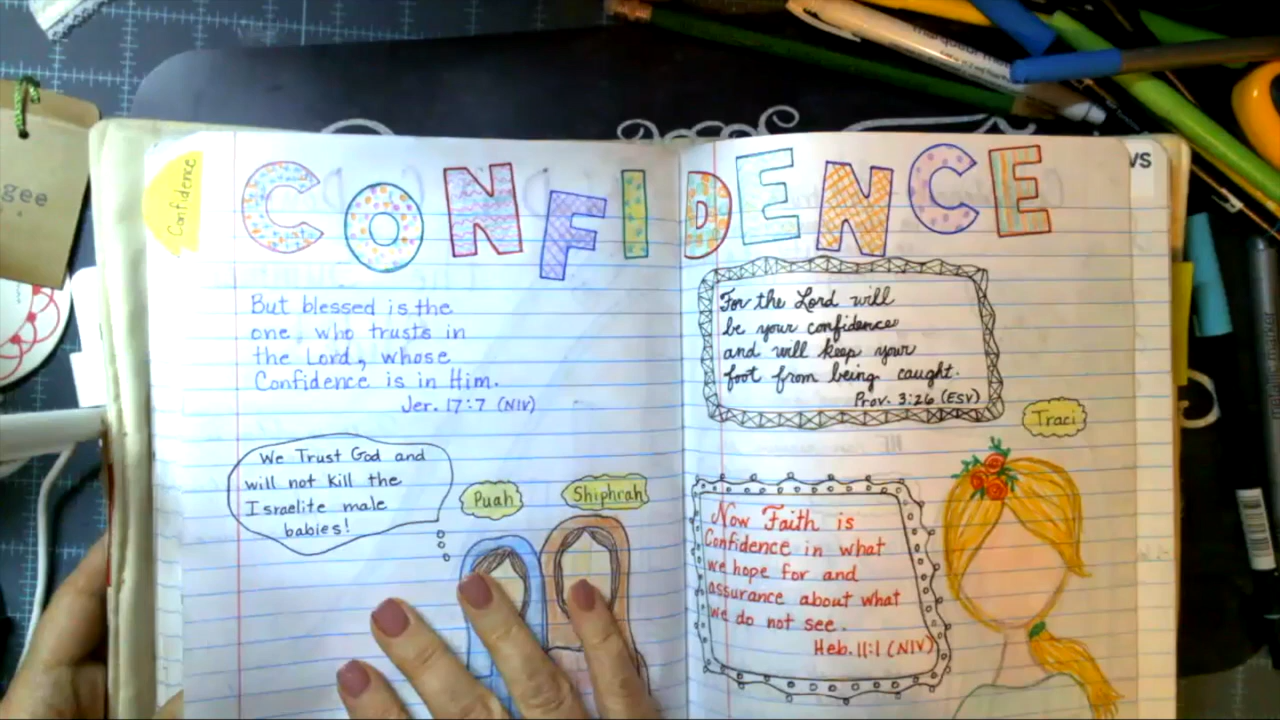 CONFIDENCE
Confidence
But blessed is the
one, who trusts in
the Lord, whose
Confidence is in Him.
Jer. 17:7 (NIV)
We Trust God and
will not kill the
Israelite male
babies!
Puah
Shiphrah
For the Lord will
be your confidence
and will keep your
foot from being caught.
Prov. 3:26 (ESV)
Traci
Now Faith is
Confidence in what
we hope for and
assurance about what
we do not see.
Heb. 11:1 (NIV)
gee
VS